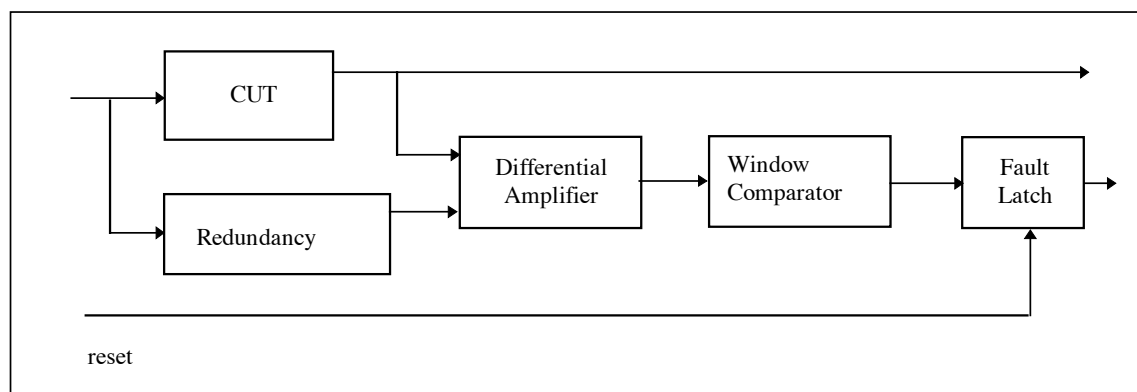 CUT
Differential
Amplifier
Window
Comparator
Fault
Latch
Redundancy
reset